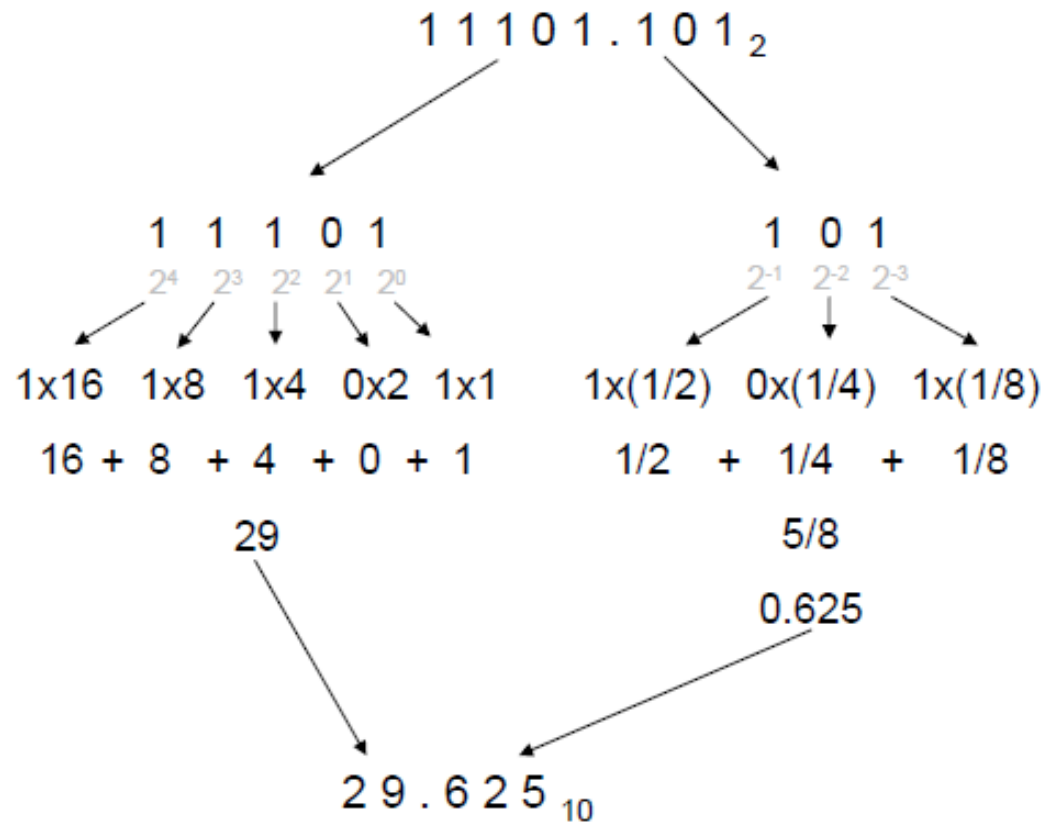 1 1 1 0 1 . 1 0 1 2
1 1 1 0 1 1 0 1
2⁴ 2³ 2² 2¹ 2⁰ 2⁻¹ 2⁻² 2⁻³
1x16 1x8 1x4 0x2 1x1 1x(1/2) 0x(1/4) 1x(1/8)
16 + 8 + 4 + 0 + 1 1/2 + 1/4 + 1/8
29 5/8
0.625
2 9 . 6 2 5 10